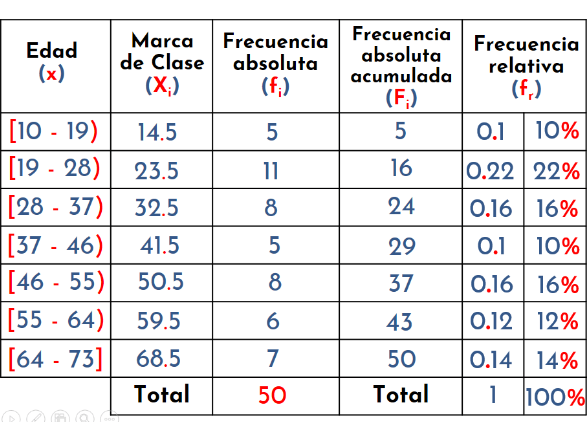 Edad (x) | Marca de Clase (Xi) | Frecuencia absoluta (fi) | Frecuencia absoluta acumulada (Fi) | Frecuencia relativa (fr)
[10 - 19) 14.5 5 5 0.1 10%
[19 - 28) 23.5 11 16 0.22 22%
[28 - 37) 32.5 8 24 0.16 16%
[37 - 46) 41.5 5 29 0.1 10%
[46 - 55) 50.5 8 37 0.16 16%
[55 - 64) 59.5 6 43 0.12 12%
[64 - 73] 68.5 7 50 0.14 14%
Total 50 Total 1 100%